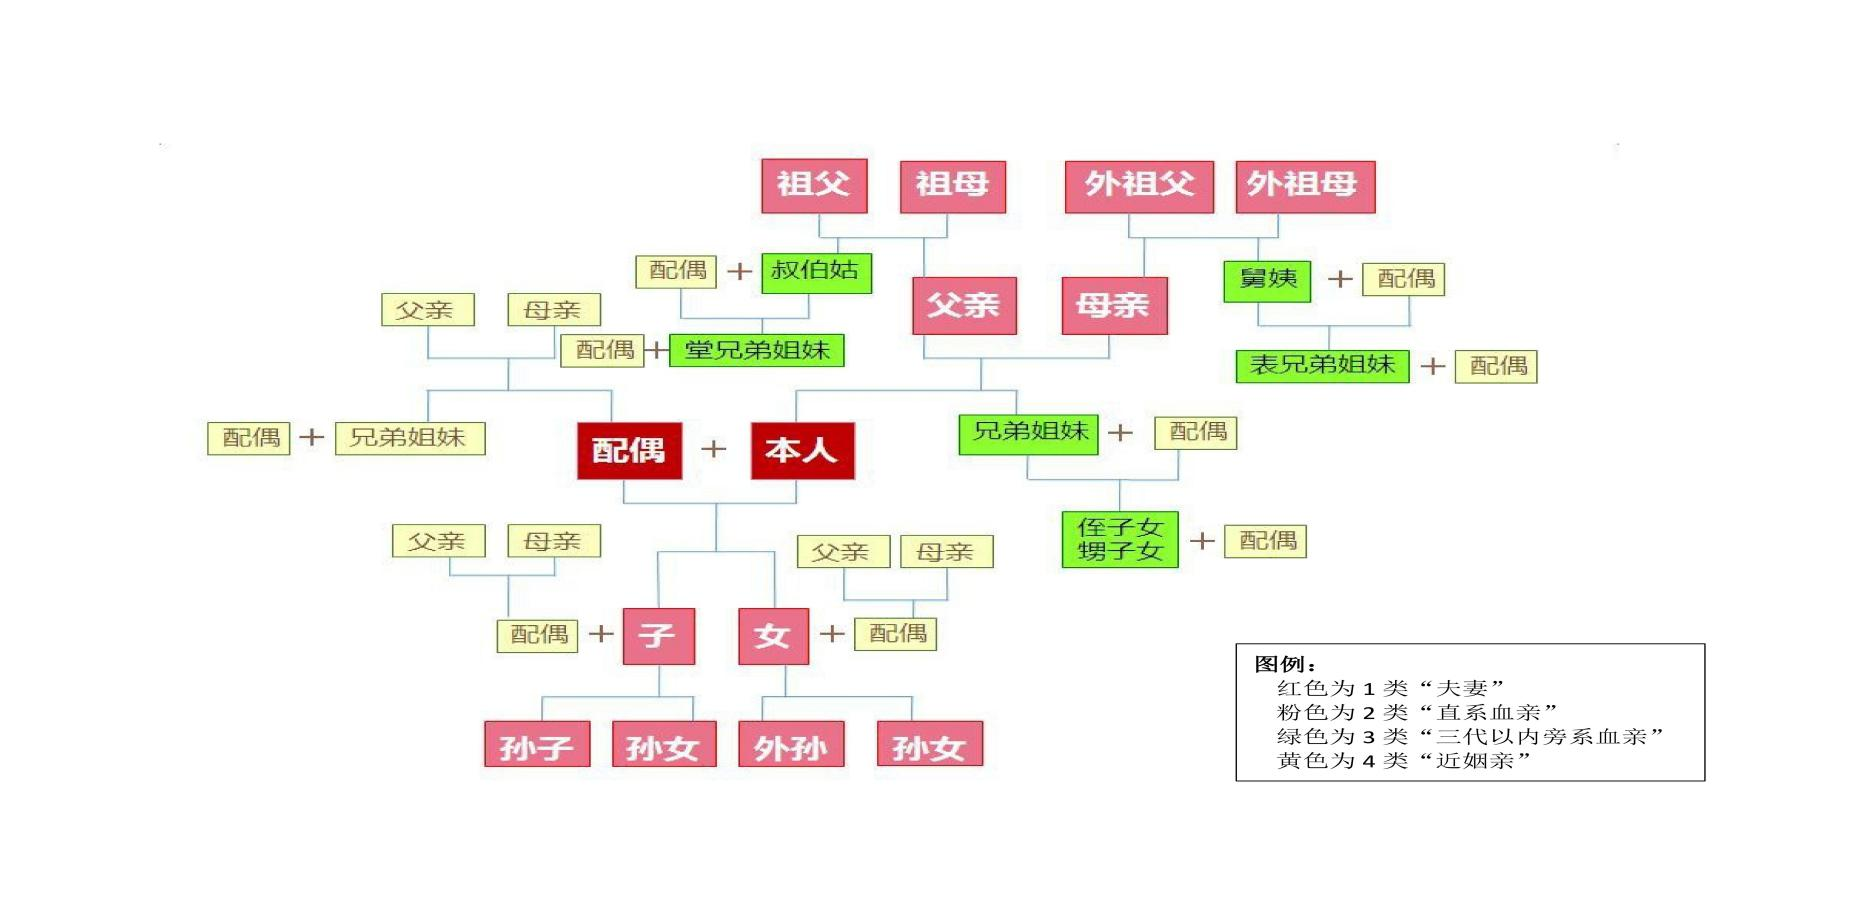 祖父 祖母 外祖父 外祖母
配偶 + 叔伯姑 舅姨 + 配偶
父亲 母亲 父亲 母亲
配偶 + 堂兄弟姐妹 表兄弟姐妹 + 配偶
配偶 + 兄弟姐妹 配偶 + 本人 兄弟姐妹 + 配偶
父亲 母亲 父亲 母亲 侄子女 + 配偶
甥子女
配偶 + 子 女 + 配偶
孙子 孙女 外孙 孙女
图例：
红色为 1 类“夫妻”
粉色为 2 类“直系血亲”
绿色为 3 类“三代以内旁系血亲”
黄色为 4 类“近姻亲”